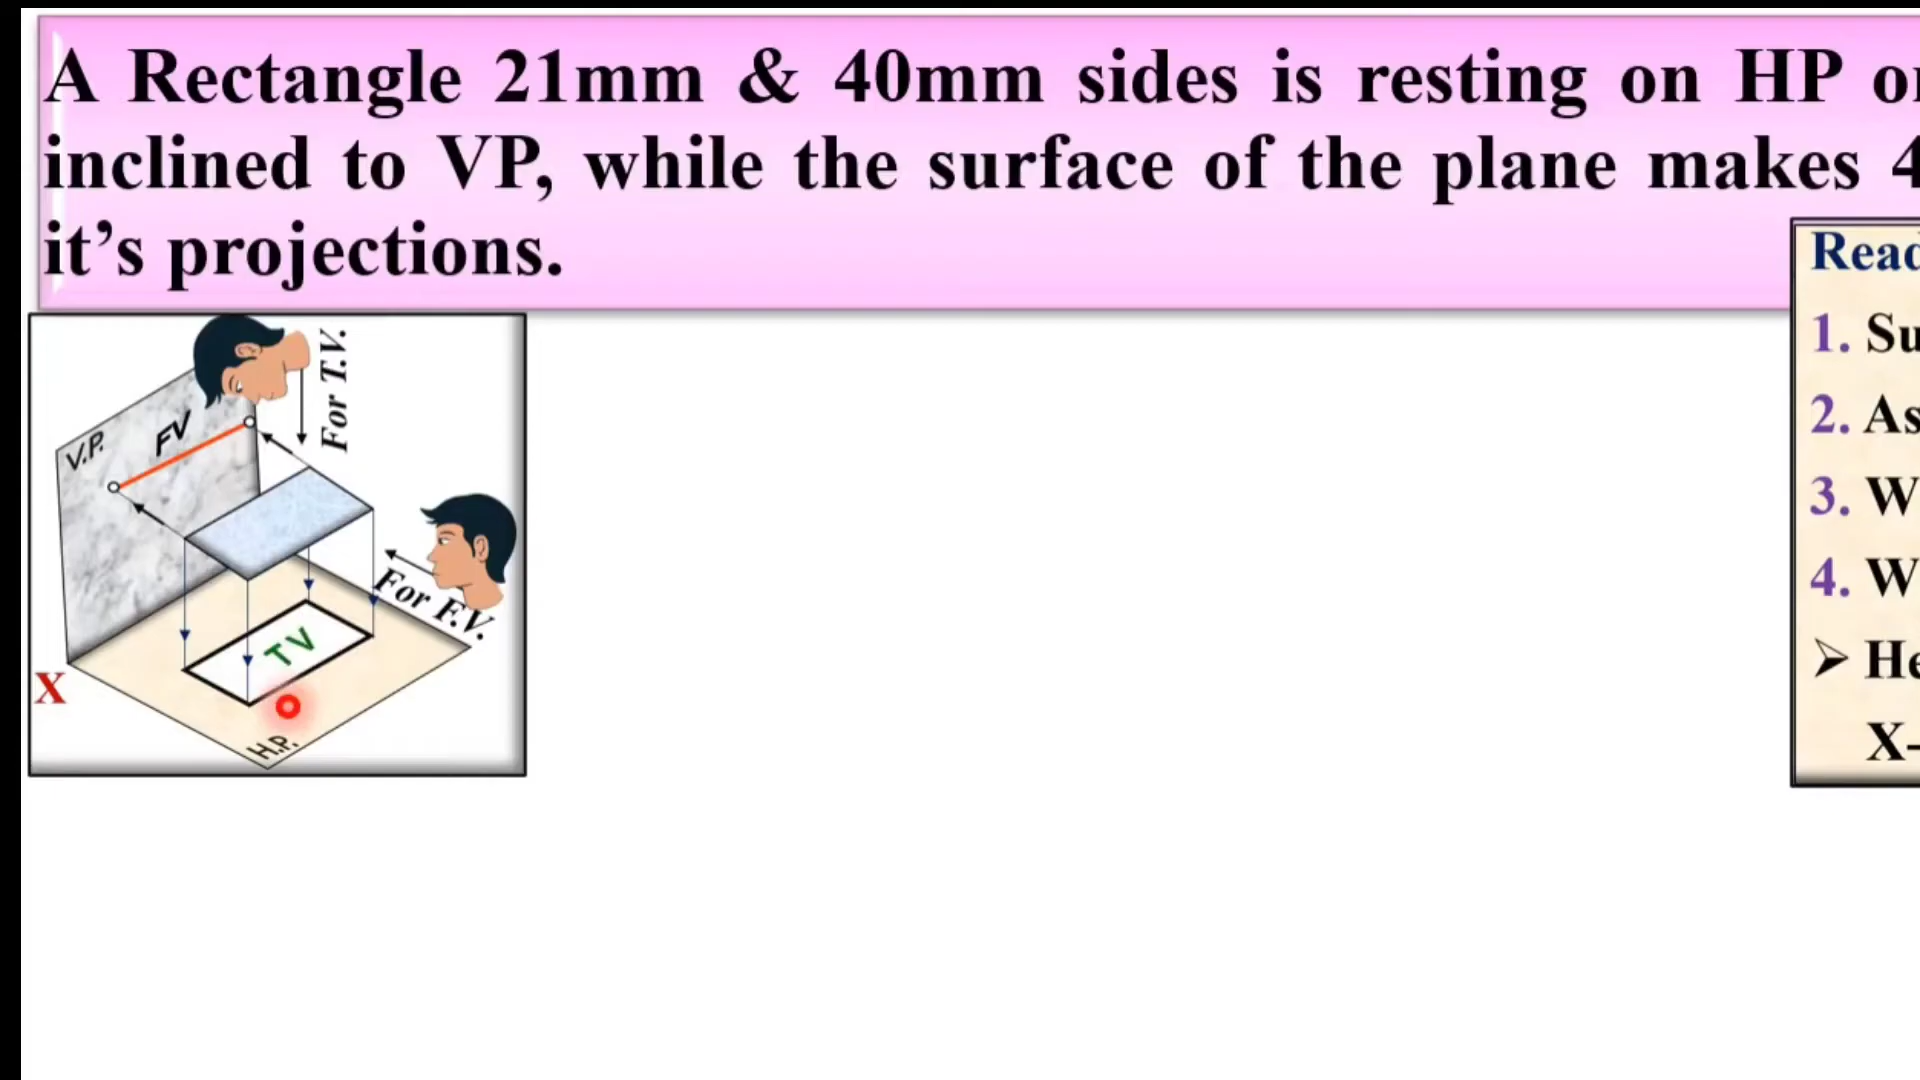 A Rectangle 21mm & 40mm sides is resting on HP
inclined to VP, while the surface of the plane makes 4
it’s projections.
For T.V.
V.P.
FV
For F.V.
TV
X
H.P.
Read
1. Su
2. As
3. W
4. W
➢ He
X-